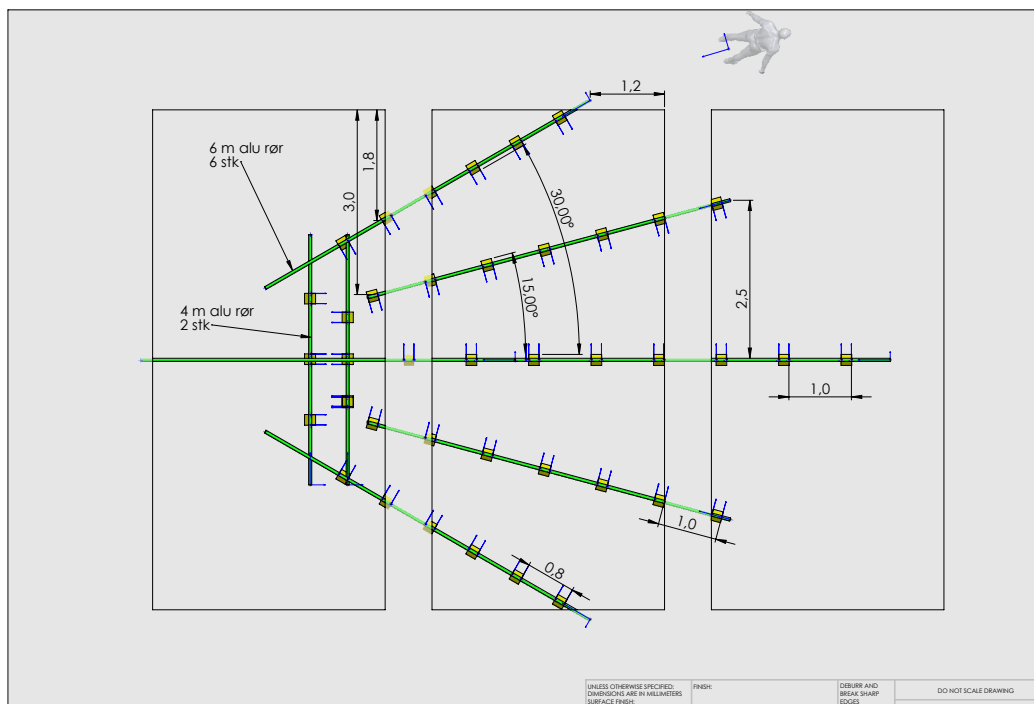 1,2
6 m alu rør
6 stk
1,8
3,0
30,00°
15,00°
2,5
4 m alu rør
2 stk
1,0
1,0
0,8
UNLESS OTHERWISE SPECIFIED:
DIMENSIONS ARE IN MILLIMETERS
SURFACE FINISH:
FINISH:
DEBURR AND
BREAK SHARP
EDGES
DO NOT SCALE DRAWING